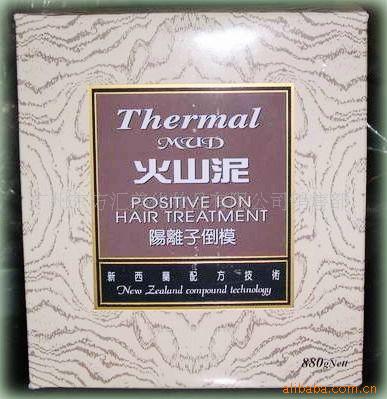 Thermal
MUD
火山泥
POSITIVE ION
HAIR TREATMENT
陽離子倒模
新西蘭配方技術
New Zealand compound technology
880gNett
alibaba.com.cn